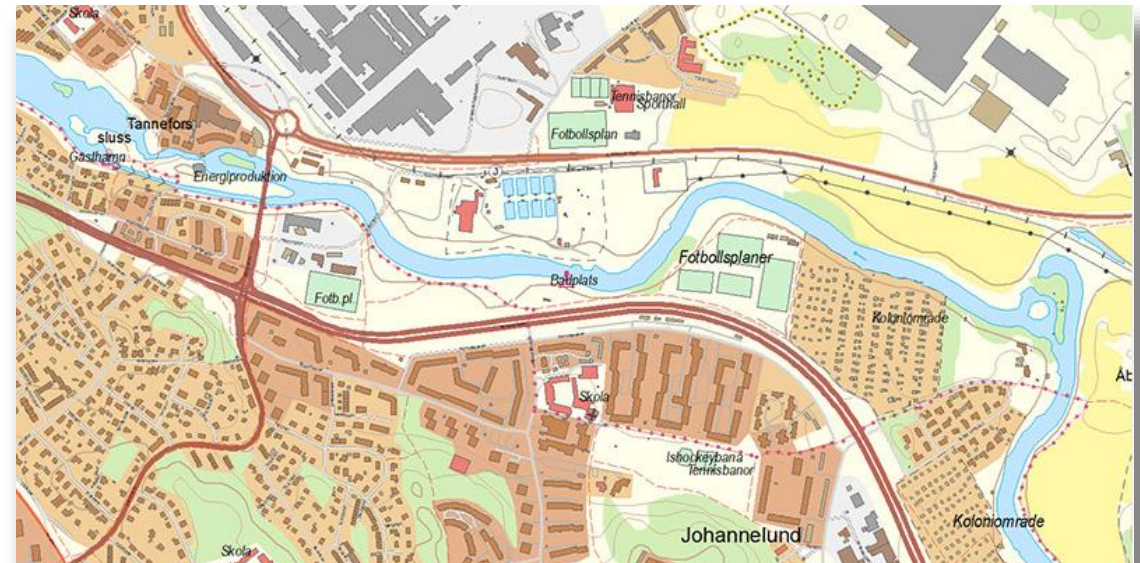 Skola
Tennisbanor
Sporthall
Tannefors
sluss
Fotbollsplan
Gästhamn
J
Energiproduktion
Fotbollsplaner
Badplats
Fotb.pl
Koloniområde
Skola
Ishockeybana
Tennisbanor
Koloniområde
Johannelund
Skola